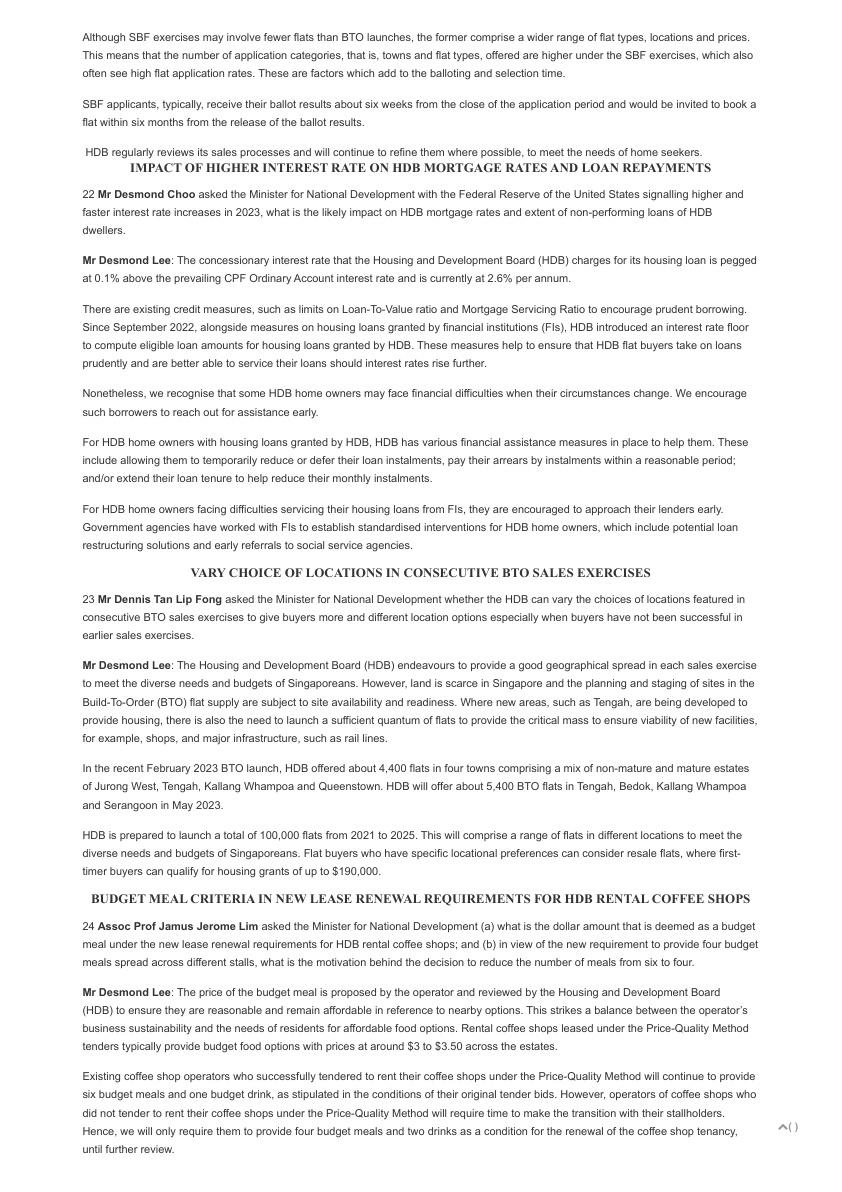 Although SBF exercises may involve fewer flats than BTO launches, the former comprise a wider range of flat types, locations and prices.
This means that the number of application categories, that is, towns and flat types, offered are higher under the SBF exercises, which also
often see high flat application rates. These are factors which add to the balloting and selection time.
SBF applicants, typically, receive their ballot results about six weeks from the close of the application period and would be invited to book a
flat within six months from the release of the ballot results.
HDB regularly reviews its sales processes and will continue to refine them where possible, to meet the needs of home seekers.
IMPACT OF HIGHER INTEREST RATE ON HDB MORTGAGE RATES AND LOAN REPAYMENTS
22 Mr Desmond Choo asked the Minister for National Development with the Federal Reserve of the United States signalling higher and
faster interest rate increases in 2023, what is the likely impact on HDB mortgage rates and extent of non-performing loans of HDB
dwellers.
Mr Desmond Lee: The concessionary interest rate that the Housing and Development Board (HDB) charges for its housing loan is pegged
at 0.1% above the prevailing CPF Ordinary Account interest rate and is currently at 2.6% per annum.
There are existing credit measures, such as limits on Loan-To-Value ratio and Mortgage Servicing Ratio to encourage prudent borrowing.
Since September 2022, alongside measures on housing loans granted by financial institutions (FIs), HDB introduced an interest rate floor
to compute eligible loan amounts for housing loans granted by HDB. These measures help to ensure that HDB flat buyers take on loans
prudently and are better able to service their loans should interest rates rise further.
Nonetheless, we recognise that some HDB home owners may face financial difficulties when their circumstances change. We encourage
such borrowers to reach out for assistance early.
For HDB home owners with housing loans granted by HDB, HDB has various financial assistance measures in place to help them. These
include allowing them to temporarily reduce or defer their loan instalments, pay their arrears by instalments within a reasonable period;
and/or extend their loan tenure to help reduce their monthly instalments.
For HDB home owners facing difficulties servicing their housing loans from FIs, they are encouraged to approach their lenders early.
Government agencies have worked with FIs to establish standardised interventions for HDB home owners, which include potential loan
restructuring solutions and early referrals to social service agencies.
VARY CHOICE OF LOCATIONS IN CONSECUTIVE BTO SALES EXERCISES
23 Mr Dennis Tan Lip Fong asked the Minister for National Development whether the HDB can vary the choices of locations featured in
consecutive BTO sales exercises to give buyers more and different location options especially when buyers have not been successful in
earlier sales exercises.
Mr Desmond Lee: The Housing and Development Board (HDB) endeavours to provide a good geographical spread in each sales exercise
to meet the diverse needs and budgets of Singaporeans. However, land is scarce in Singapore and the planning and staging of sites in the
Build-To-Order (BTO) flat supply are subject to site availability and readiness. Where new areas, such as Tengah, are being developed to
provide housing, there is also the need to launch a sufficient quantum of flats to provide the critical mass to ensure viability of new facilities,
for example, shops, and major infrastructure, such as rail lines.
In the recent February 2023 BTO launch, HDB offered about 4,400 flats in four towns comprising a mix of non-mature and mature estates
of Jurong West, Tengah, Kallang Whampoa and Queenstown. HDB will offer about 5,400 BTO flats in Tengah, Bedok, Kallang Whampoa
and Serangoon in May 2023.
HDB is prepared to launch a total of 100,000 flats from 2021 to 2025. This will comprise a range of flats in different locations to meet the
diverse needs and budgets of Singaporeans. Flat buyers who have specific locational preferences can consider resale flats, where first-
timer buyers can qualify for housing grants of up to $190,000.
BUDGET MEAL CRITERIA IN NEW LEASE RENEWAL REQUIREMENTS FOR HDB RENTAL COFFEE SHOPS
24 Assoc Prof Jamus Jerome Lim asked the Minister for National Development (a) what is the dollar amount that is deemed as a budget
meal under the new lease renewal requirements for HDB rental coffee shops; and (b) in view of the new requirement to provide four budget
meals spread across different stalls, what is the motivation behind the decision to reduce the number of meals from six to four.
Mr Desmond Lee: The price of the budget meal is proposed by the operator and reviewed by the Housing and Development Board
(HDB) to ensure they are reasonable and remain affordable in reference to nearby options. This strikes a balance between the operator's
business sustainability and the needs of residents for affordable food options. Rental coffee shops leased under the Price-Quality Method
tenders typically provide budget food options with prices at around $3 to $3.50 across the estates.
Existing coffee shop operators who successfully tendered to rent their coffee shops under the Price-Quality Method will continue to provide
six budget meals and one budget drink, as stipulated in the conditions of their original tender bids. However, operators of coffee shops who
did not tender to rent their coffee shops under the Price-Quality Method will require time to make the transition with their stallholders.
Hence, we will only require them to provide four budget meals and two drinks as a condition for the renewal of the coffee shop tenancy,
until further review.
( )